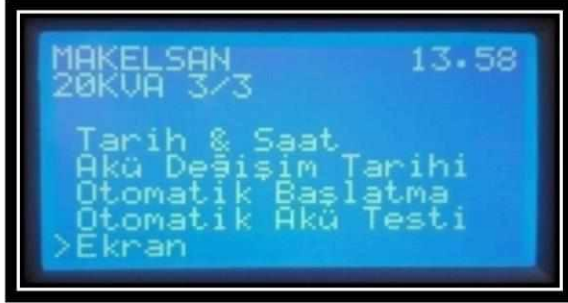 MAKELSAN 13.58
20KVA 3/3
Tarih & Saat
Akü Değişim Tarihi
Otomatik Başlatma
Otomatik Akü Testi
>Ekran